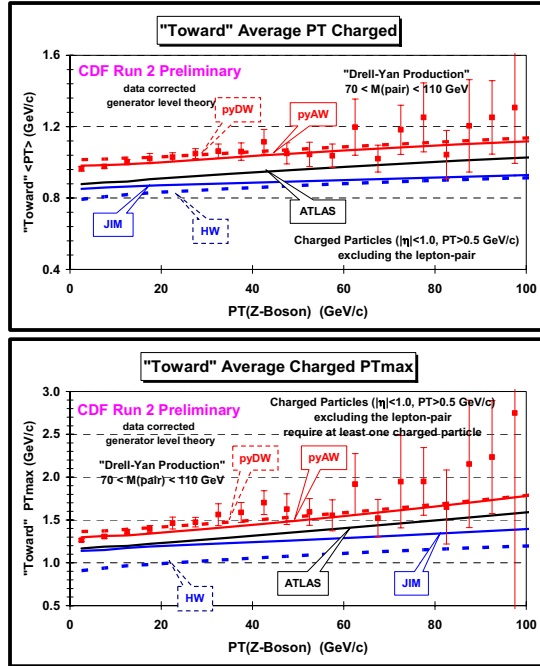 "Toward" Average PT Charged
CDF Run 2 Preliminary
data corrected
generator level theory
"Drell-Yan Production"
70 < M(pair) < 110 GeV
pyDW
pyAW
JIM
HW
ATLAS
Charged Particles (|η|<1.0, PT>0.5 GeV/c)
excluding the lepton-pair
"Toward" <PT> (GeV/c)
1.6
1.2
0.8
0.4
0 20 40 60 80 100
PT(Z-Boson) (GeV/c)
"Toward" Average Charged PTmax
CDF Run 2 Preliminary
data corrected
generator level theory
"Drell-Yan Production"
70 < M(pair) < 110 GeV
Charged Particles (|η|<1.0, PT>0.5 GeV/c)
excluding the lepton-pair
require at least one charged particle
pyDW
pyAW
HW
ATLAS
JIM
"Toward" PTmax (GeV/c)
3.0
2.5
2.0
1.5
1.0
0.5
0 20 40 60 80 100
PT(Z-Boson) (GeV/c)